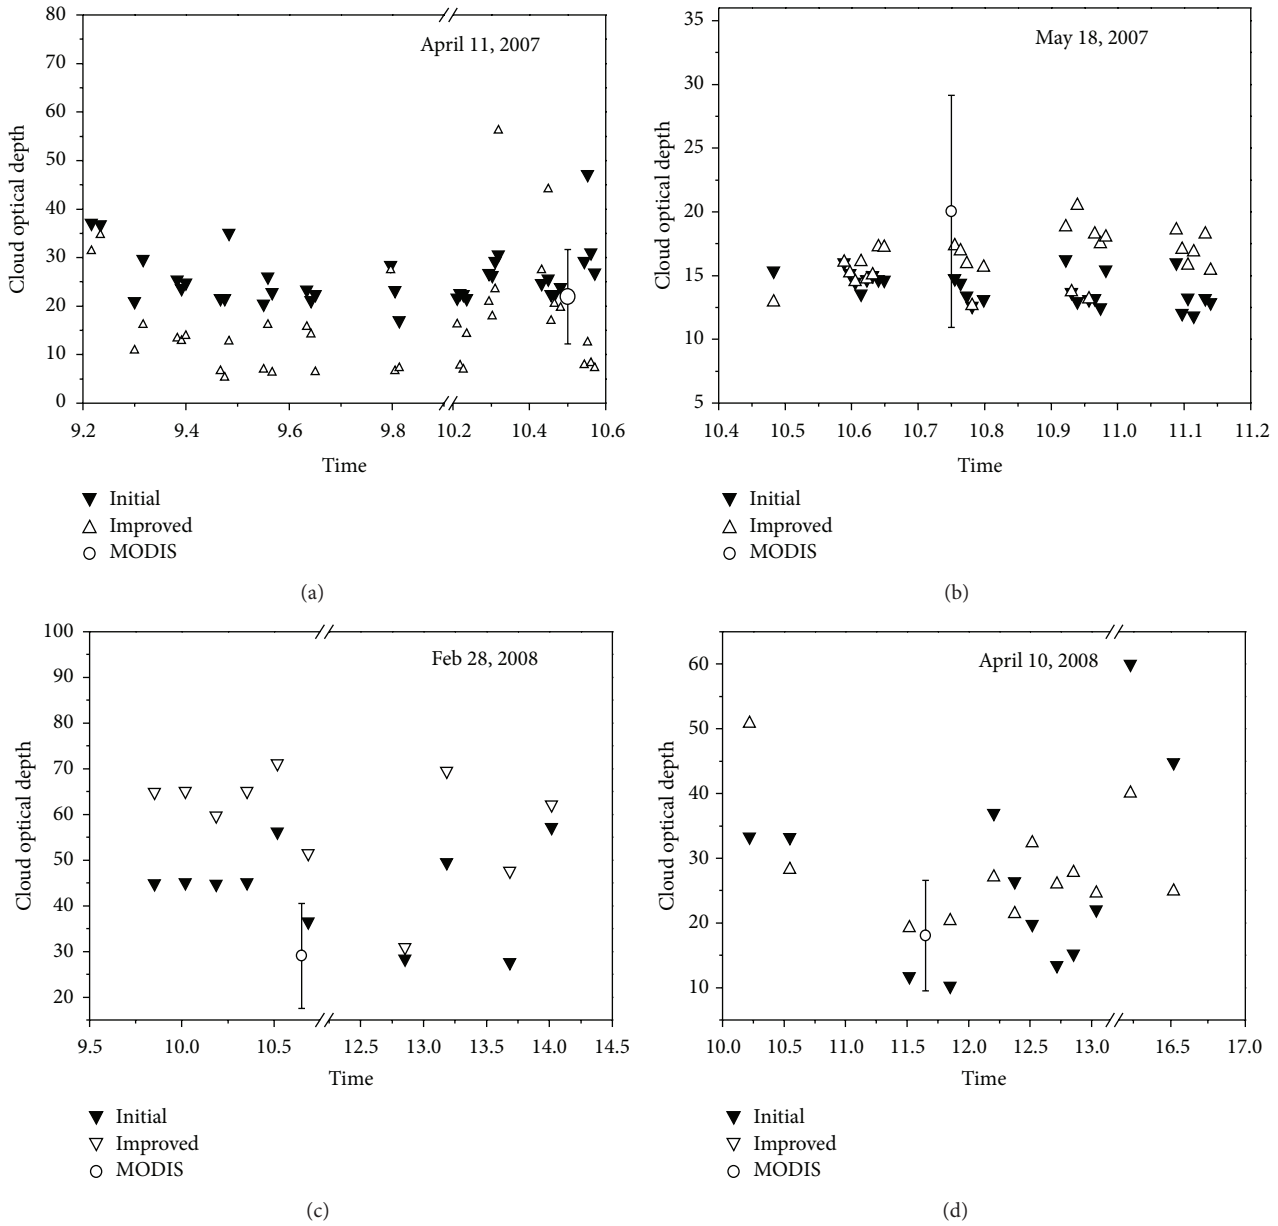 April 11, 2007
Cloud optical depth
80
70
60
50
40
30
20
10
0
9.2 9.4 9.6 9.8 10.2 10.4 10.6
Time
Initial
Improved
MODIS
(a)
May 18, 2007
Cloud optical depth
35
30
25
20
15
10
5
10.4 10.5 10.6 10.7 10.8 10.9 11.0 11.1 11.2
Time
Initial
Improved
MODIS
(b)
Feb 28, 2008
Cloud optical depth
100
90
80
70
60
50
40
30
20
9.5 10.0 10.5 12.5 13.0 13.5 14.0 14.5
Time
Initial
Improved
MODIS
(c)
April 10, 2008
Cloud optical depth
60
50
40
30
20
10
10.0 10.5 11.0 11.5 12.0 12.5 13.0 16.5 17.0
Time
Initial
Improved
MODIS
(d)